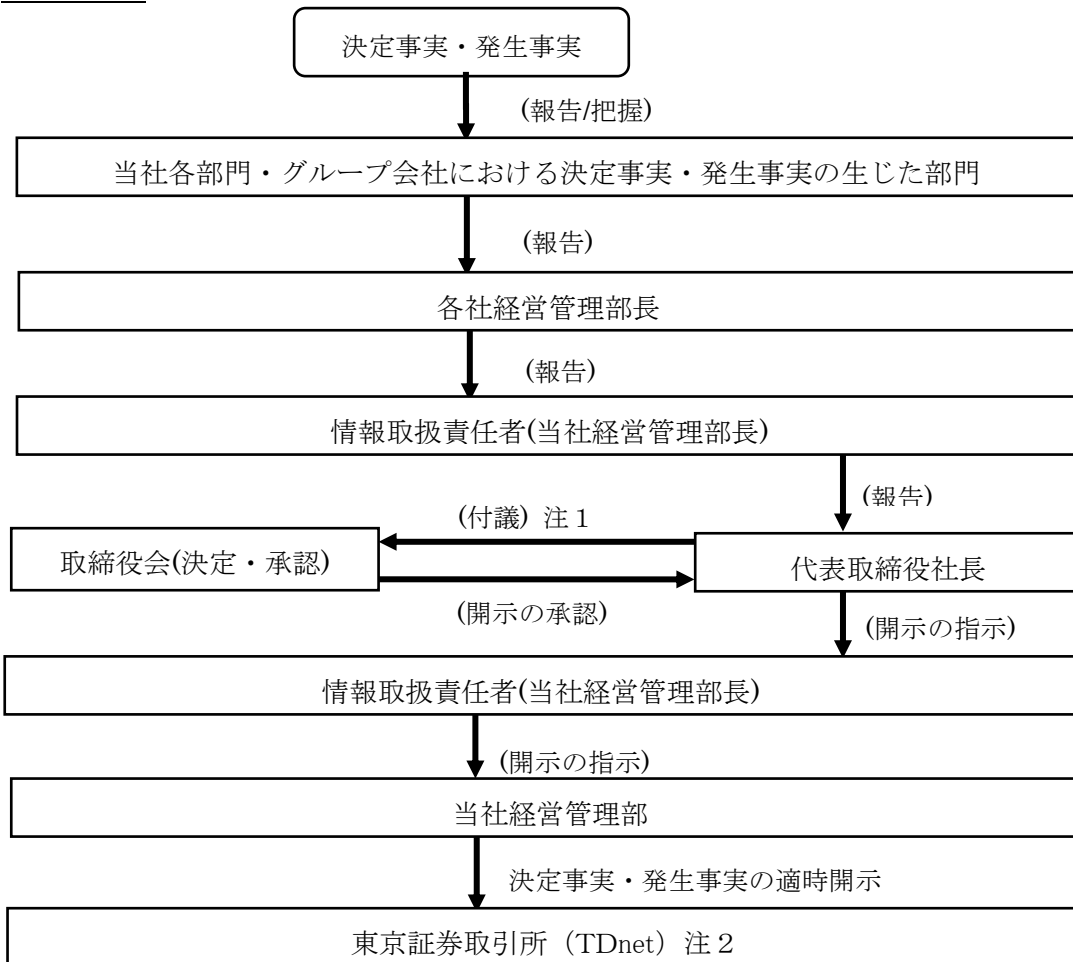 決定事実・発生事実
(報告/把握)
当社各部門・グループ会社における決定事実・発生事実の生じた部門
(報告)
各社経営管理部長
(報告)
情報取扱責任者(当社経営管理部長)
(報告)
(付議) 注１
取締役会(決定・承認)
代表取締役社長
(開示の承認)
(開示の指示)
情報取扱責任者(当社経営管理部長)
(開示の指示)
当社経営管理部
決定事実・発生事実の適時開示
東京証券取引所（TDnet）注２